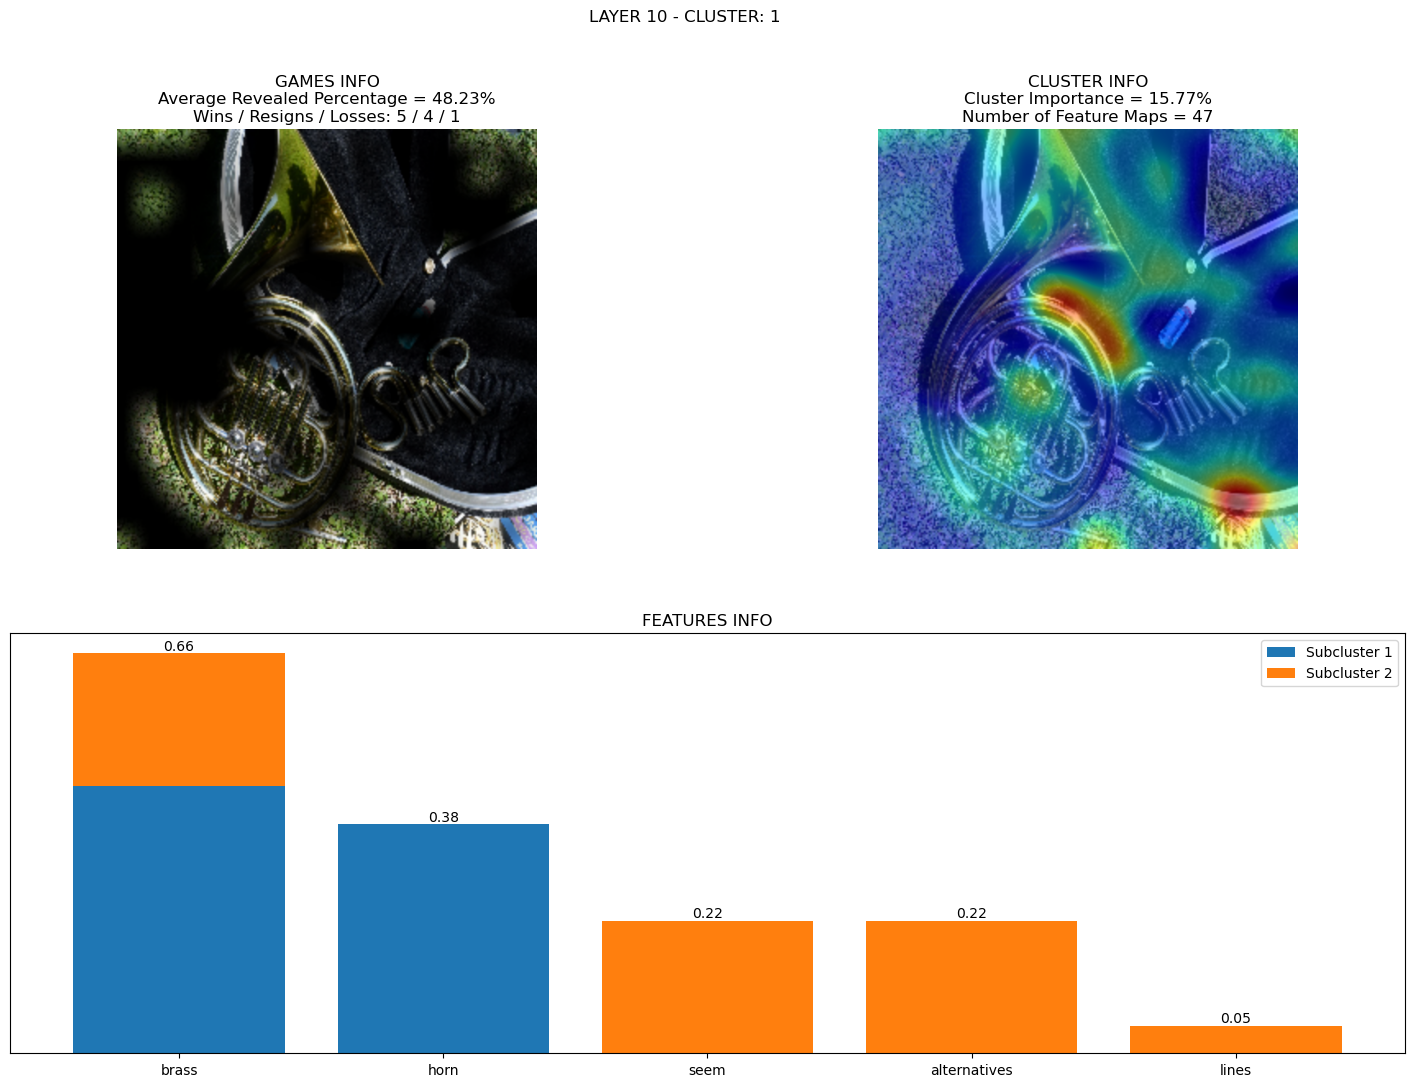 LAYER 10 - CLUSTER: 1
GAMES INFO
Average Revealed Percentage = 48.23%
Wins / Resigns / Losses: 5 / 4 / 1
CLUSTER INFO
Cluster Importance = 15.77%
Number of Feature Maps = 47
FEATURES INFO
Subcluster 1
Subcluster 2
0.66
0.38
0.22
0.22
0.05
brass
horn
seem
alternatives
lines